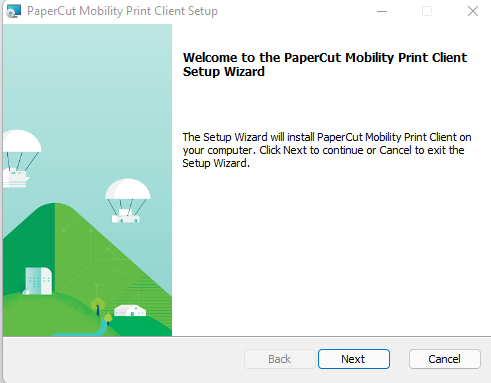 PaperCut Mobility Print Client Setup
Welcome to the PaperCut Mobility Print Client
Setup Wizard
The Setup Wizard will install PaperCut Mobility Print Client on
your computer. Click Next to continue or Cancel to exit the
Setup Wizard.
Back
Next
Cancel